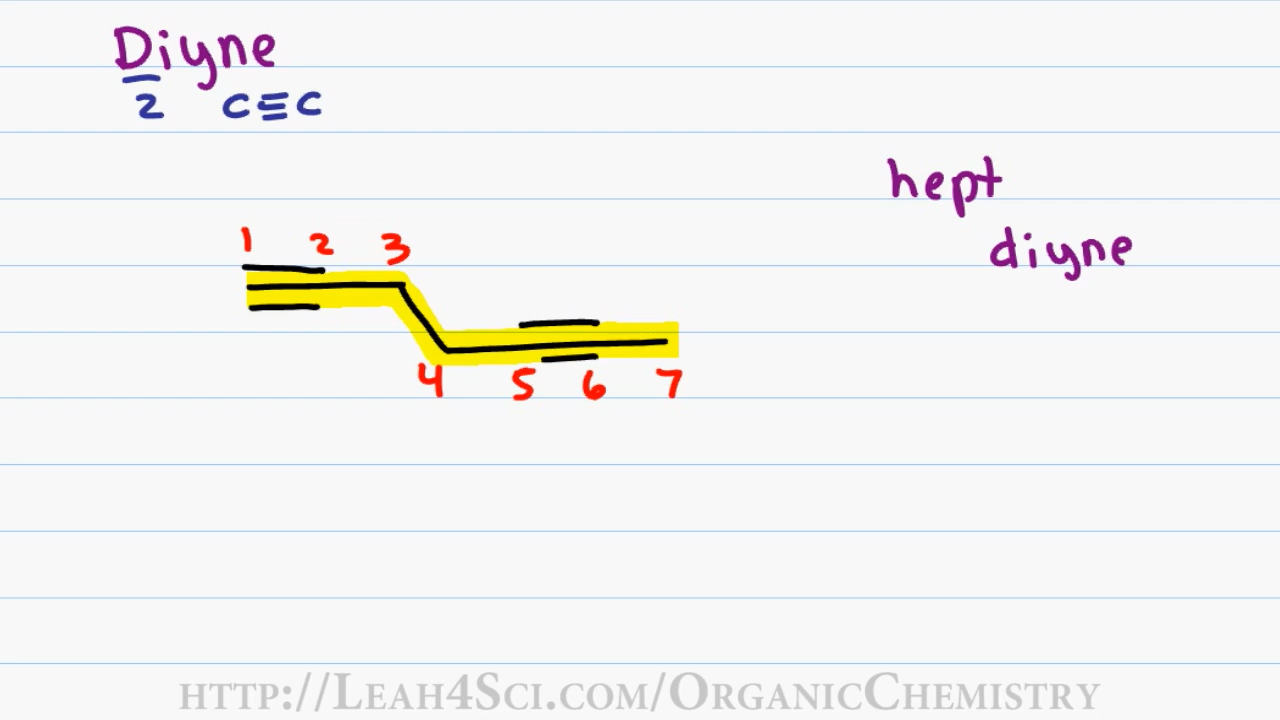 Diyne
2 C≡C
hept
diyne
1 2 3
4 5 6 7
http://Leah4Sci.com/OrganicChemistry